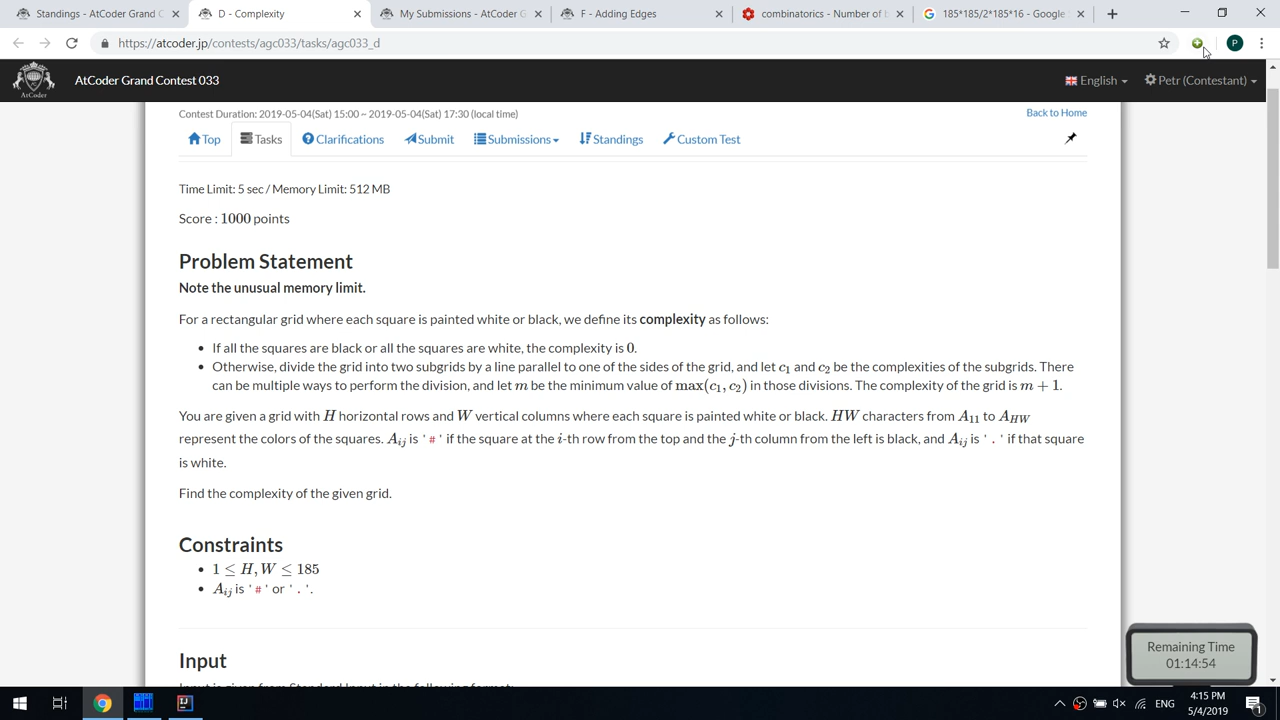 Standings - AtCoder Grand C
D - Complexity
My Submissions - AtCoder G
F - Adding Edges
combinatorics - Number of b
185*185/2*185*16 - Google S
https://atcoder.jp/contests/agc033/tasks/agc033_d
P
AtCoder
AtCoder Grand Contest 033
English
Petr (Contestant)
Contest Duration: 2019-05-04(Sat) 15:00 ~ 2019-05-04(Sat) 17:30 (local time)
Back to Home
Top
Tasks
Clarifications
Submit
Submissions
Standings
Custom Test
Time Limit: 5 sec / Memory Limit: 512 MB
Score : 1000 points
Problem Statement
Note the unusual memory limit.
For a rectangular grid where each square is painted white or black, we define its complexity as follows:
• If all the squares are black or all the squares are white, the complexity is 0.
• Otherwise, divide the grid into two subgrids by a line parallel to one of the sides of the grid, and let c1 and c2 be the complexities of the subgrids. There
can be multiple ways to perform the division, and let m be the minimum value of max(c1, c2) in those divisions. The complexity of the grid is m + 1.
You are given a grid with H horizontal rows and W vertical columns where each square is painted white or black. HW characters from A11 to AHW
represent the colors of the squares. Aij is '#' if the square at the i-th row from the top and the j-th column from the left is black, and Aij is '.' if that square
is white.
Find the complexity of the given grid.
Constraints
• 1 ≤ H, W ≤ 185
• Aij is '#' or '.'.
Input
Input is given from Standard Input in the following format:
Remaining Time
01:14:54
ENG
4:15 PM
5/4/2019
1